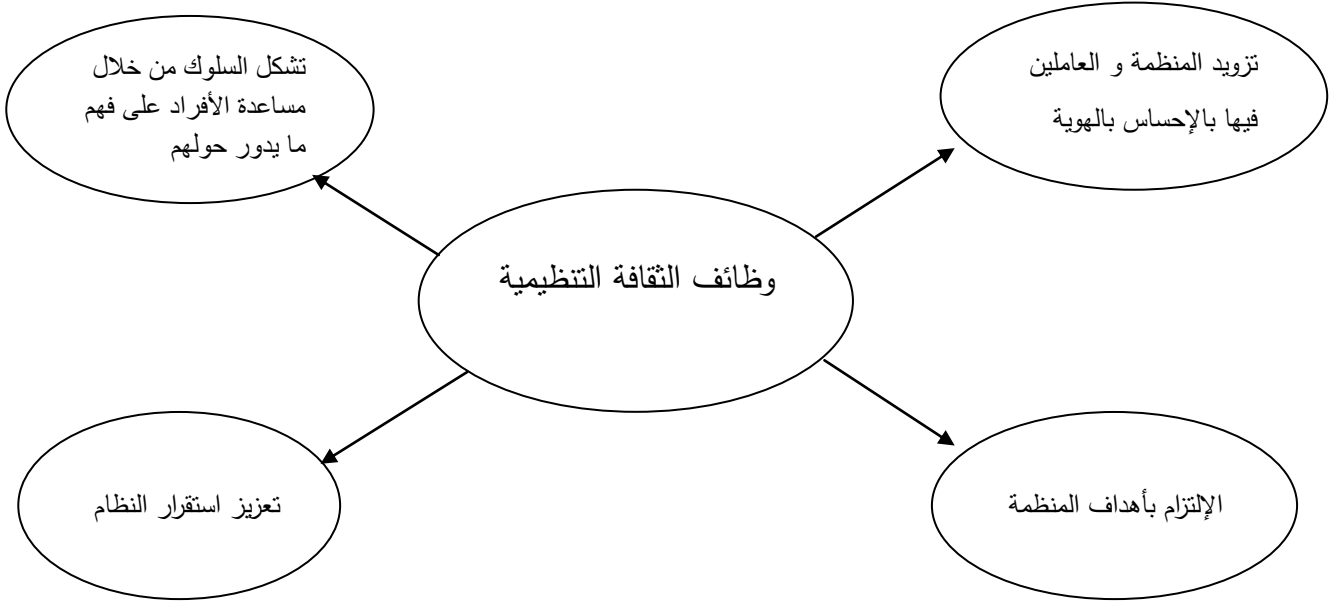 تزويد المنظمة و العاملين
فيها بالإحساس بالهوية
تشكل السلوك من خلال
مساعدة الأفراد على فهم
ما يدور حولهم
وظائف الثقافة التنظيمية
الإلتزام بأهداف المنظمة
تعزيز استقرار النظام